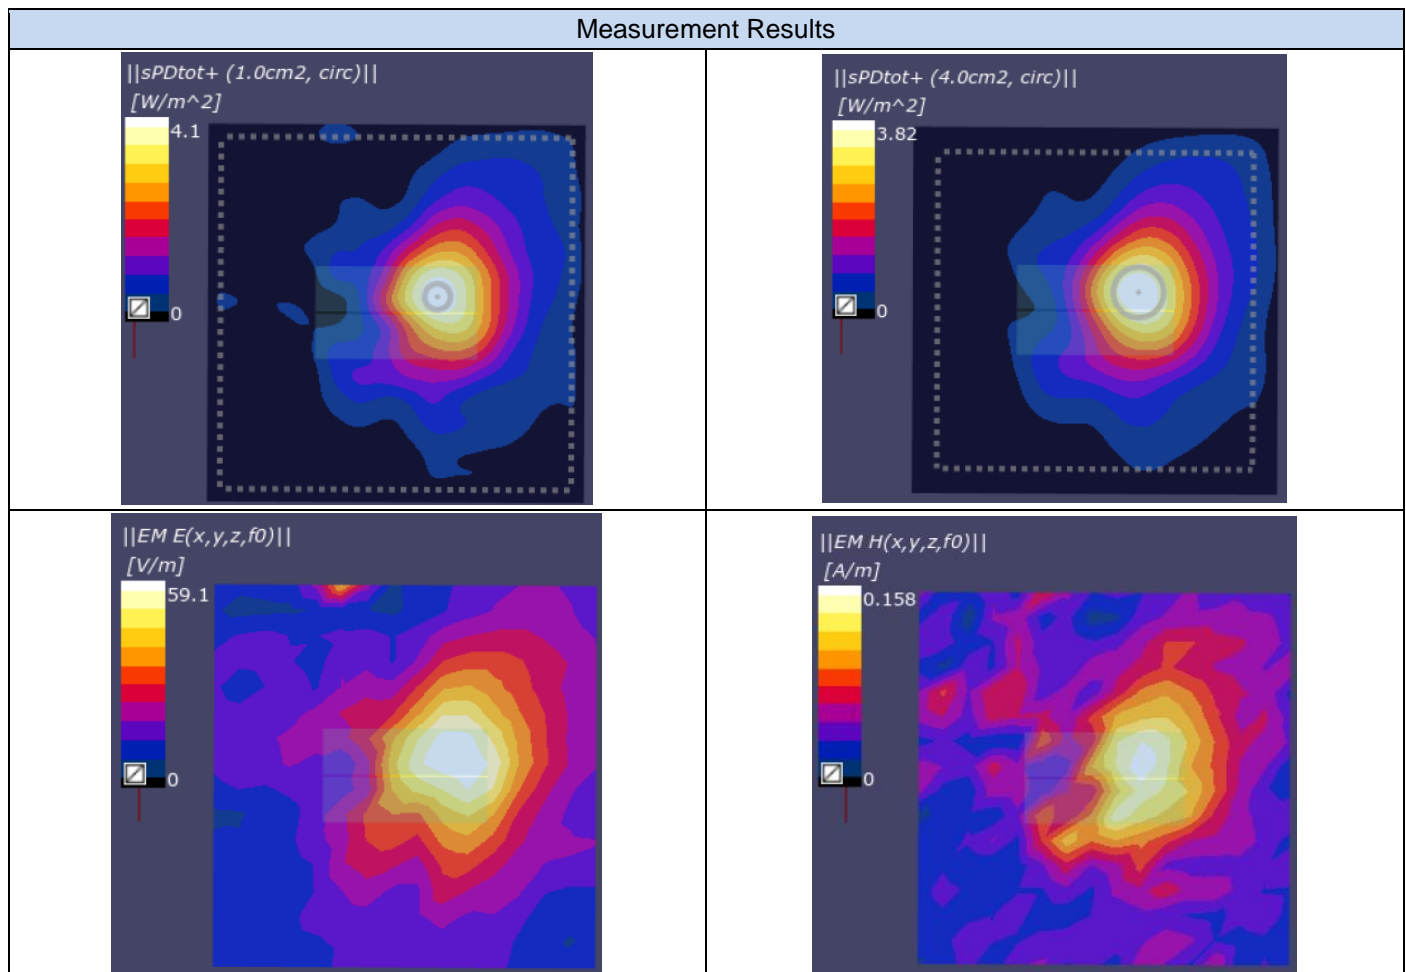 Measurement Results
||sPDtot+ (1.0cm2, circ)||
[W/m^2]
4.1
0
||sPDtot+ (4.0cm2, circ)||
[W/m^2]
3.82
0
||EM E(x,y,z,f0)||
[V/m]
59.1
0
||EM H(x,y,z,f0)||
[A/m]
0.158
0